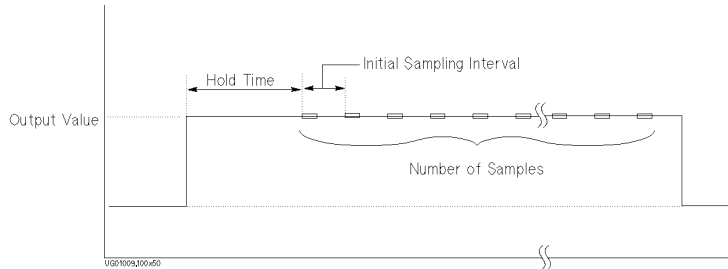 Initial Sampling Interval
Hold Time
Output Value
Number of Samples
UG01009,100x50